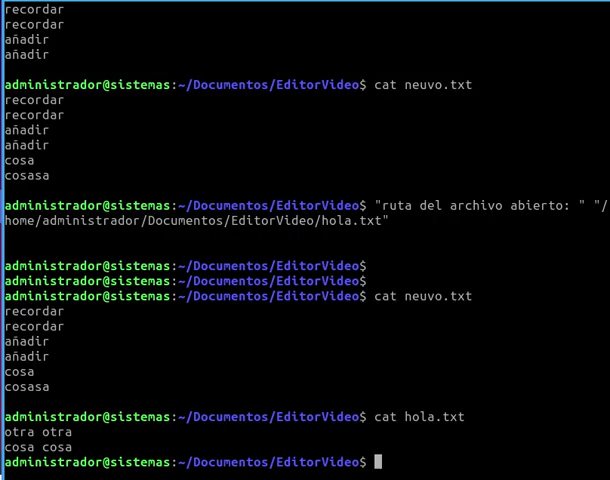 recordar
recordar
añadir
añadir
administrador@sistemas:~/Documentos/EditorVideo$ cat neuvo.txt
recordar
recordar
añadir
añadir
cosa
cosasa
administrador@sistemas:~/Documentos/EditorVideo$ "ruta del archivo abierto: " "/
home/administrador/Documentos/EditorVideo/hola.txt"
administrador@sistemas:~/Documentos/EditorVideo$
administrador@sistemas:~/Documentos/EditorVideo$
administrador@sistemas:~/Documentos/EditorVideo$ cat neuvo.txt
recordar
recordar
añadir
añadir
cosa
cosasa
administrador@sistemas:~/Documentos/EditorVideo$ cat hola.txt
otra otra
cosa cosa
administrador@sistemas:~/Documentos/EditorVideo$